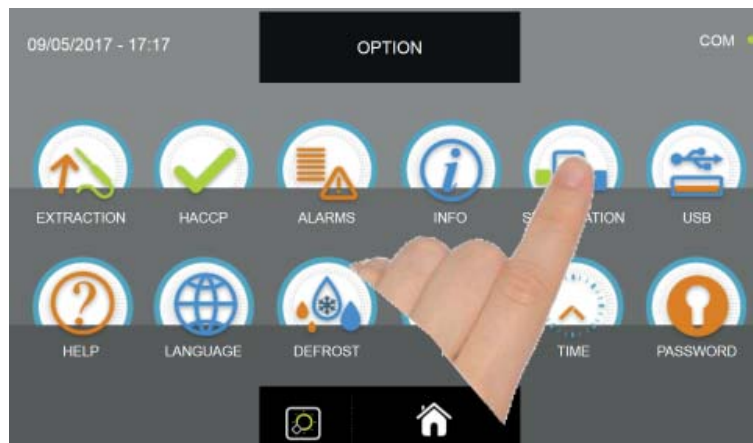 09/05/2017 - 17:17
OPTION
COM
EXTRACTION
HACCP
ALARMS
INFO
USB
HELP
LANGUAGE
DEFROST
TIME
PASSWORD